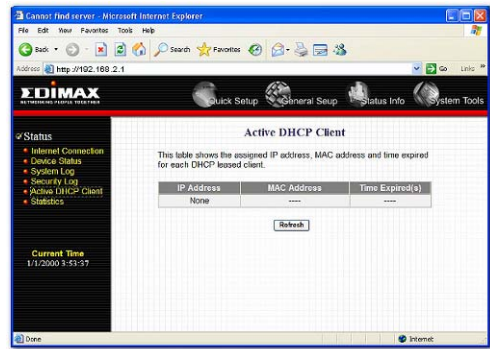 Cannot find server - Microsoft Internet Explorer
File Edit View Favorites Tools Help
Back Search Favorites
Address http://192.168.2.1 Go Links »
EDIMAX
NETWORKING PEOPLE TOGETHER
Quick Setup General Seup Status Info System Tools
Status
Internet Connection
Device Status
System Log
Security Log
Active DHCP Client
Statistics
Current Time
1/1/2000 3:53:37
Active DHCP Client
This table shows the assigned IP address, MAC address and time expired
for each DHCP leased client.
IP Address MAC Address Time Expired(s)
None ---- ----
Refresh
Done Internet